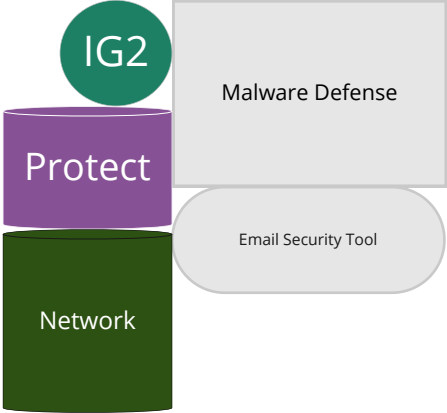 IG2
Malware Defense
Protect
Email Security Tool
Network